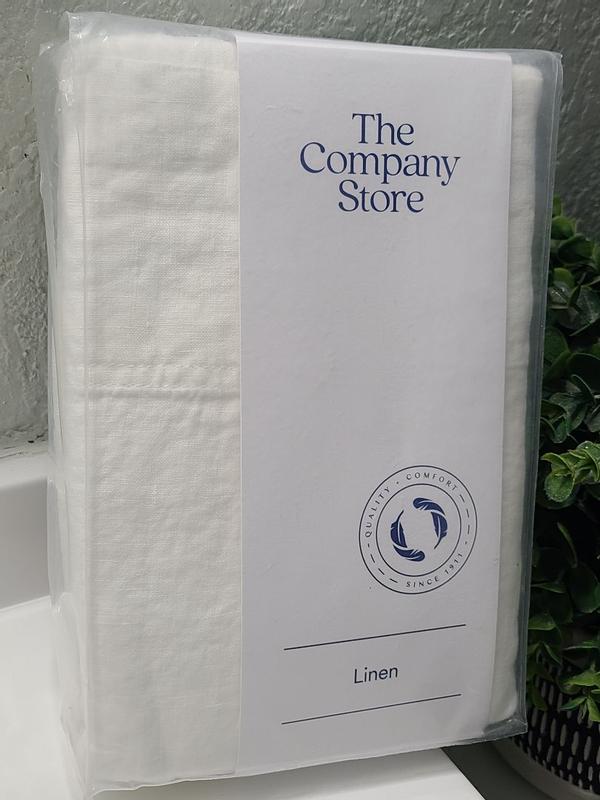 The
Company
Store
QUALITY • COMFORT
SINCE 1911
Linen